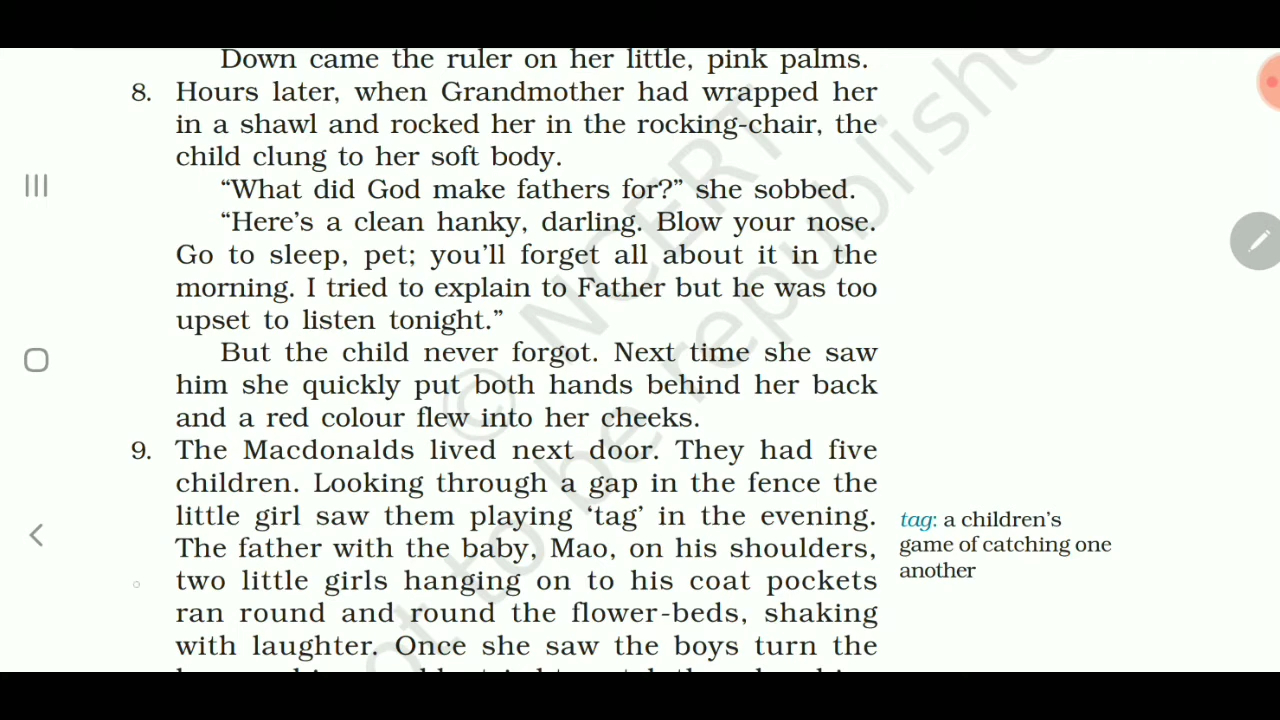 Down came the ruler on her little, pink palms.
8. Hours later, when Grandmother had wrapped her
in a shawl and rocked her in the rocking-chair, the
child clung to her soft body.
“What did God make fathers for?” she sobbed.
“Here’s a clean hanky, darling. Blow your nose.
Go to sleep, pet; you’ll forget all about it in the
morning. I tried to explain to Father but he was too
upset to listen tonight.”
But the child never forgot. Next time she saw
him she quickly put both hands behind her back
and a red colour flew into her cheeks.
9. The Macdonalds lived next door. They had five
children. Looking through a gap in the fence the
little girl saw them playing ‘tag’ in the evening.
The father with the baby, Mao, on his shoulders,
two little girls hanging on to his coat pockets
ran round and round the flower-beds, shaking
with laughter. Once she saw the boys turn the
tag: a children’s
game of catching one
another
© NCERT
not to be republished